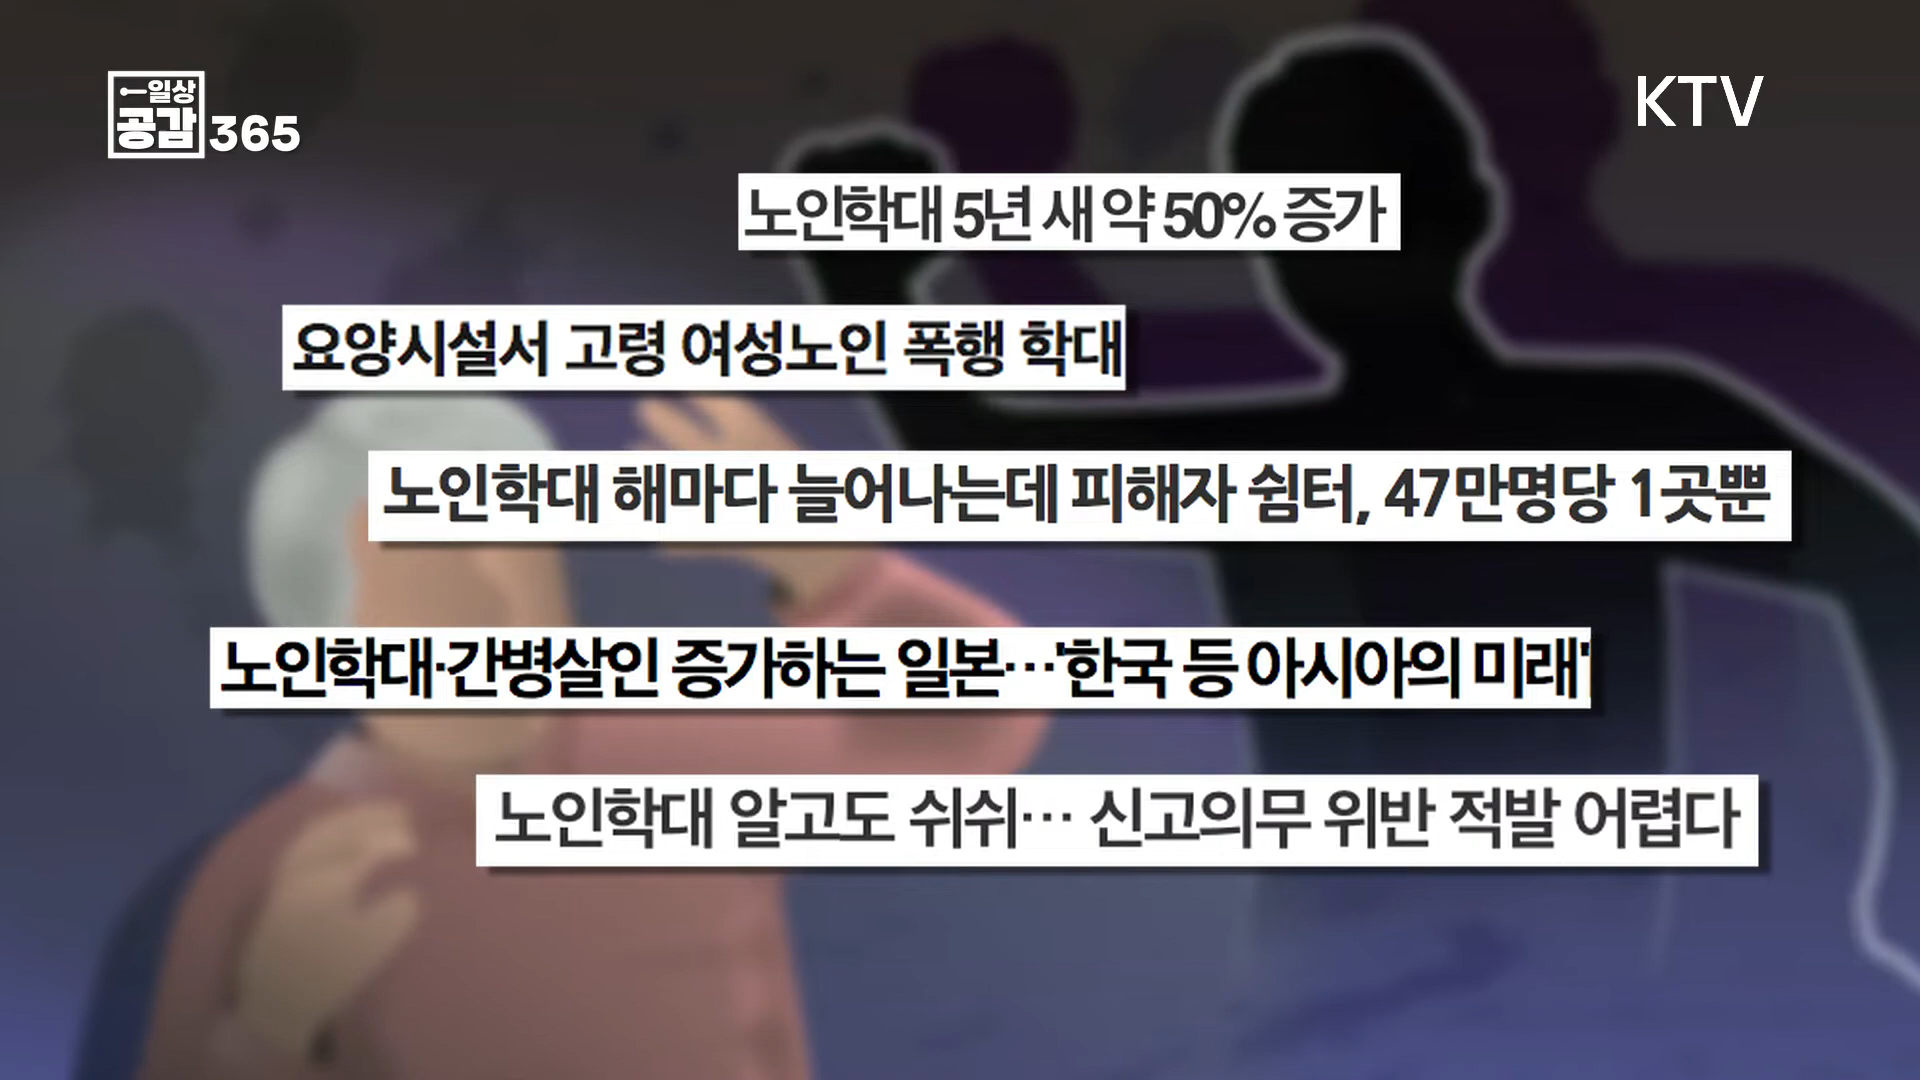 일상
공감 365
KTV
노인학대 5년 새 약 50% 증가
요양시설서 고령 여성노인 폭행 학대
노인학대 해마다 늘어나는데 피해자 쉼터, 47만명당 1곳뿐
노인학대·간병살인 증가하는 일본…'한국 등 아시아의 미래'
노인학대 알고도 쉬쉬… 신고의무 위반 적발 어렵다